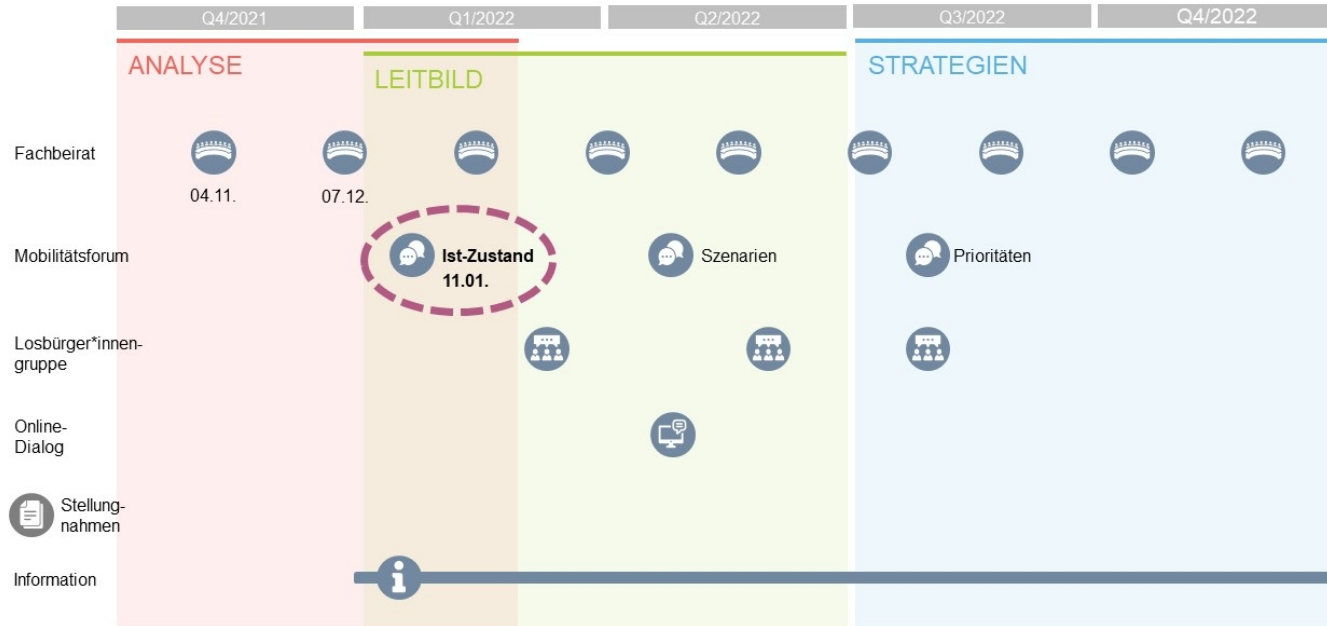 Q4/2021 Q1/2022 Q2/2022 Q3/2022 Q4/2022
ANALYSE
LEITBILD
STRATEGIEN
Fachbeirat
04.11. 07.12.
Mobilitätsforum
Ist-Zustand
11.01.
Szenarien
Prioritäten
Losbürger*innen-
gruppe
Online-
Dialog
Stellung-
nahmen
Information